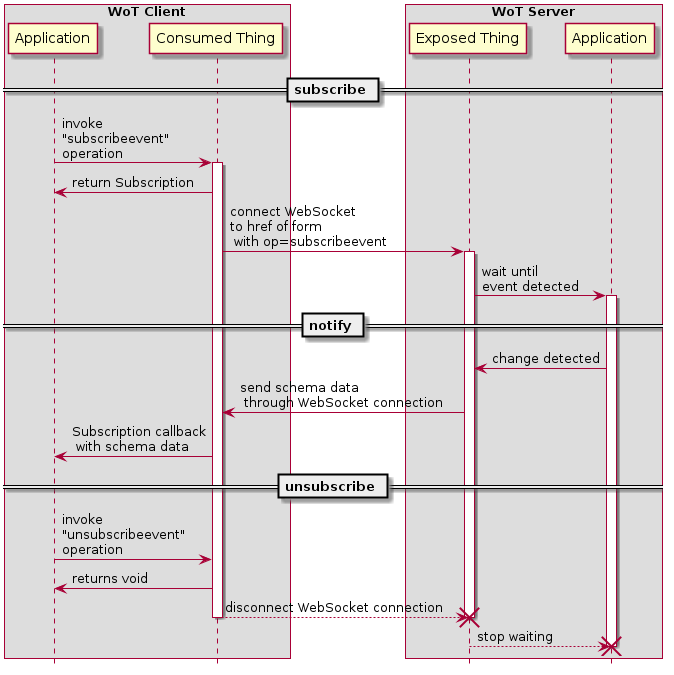 WoT Client
WoT Server
Application
Consumed Thing
Exposed Thing
Application
subscribe
invoke
"subscribeevent"
operation
return Subscription
connect WebSocket
to href of form
with op=subscribeevent
wait until
event detected
notify
change detected
send schema data
through WebSocket connection
Subscription callback
with schema data
unsubscribe
invoke
"unsubscribeevent"
operation
returns void
disconnect WebSocket connection
stop waiting